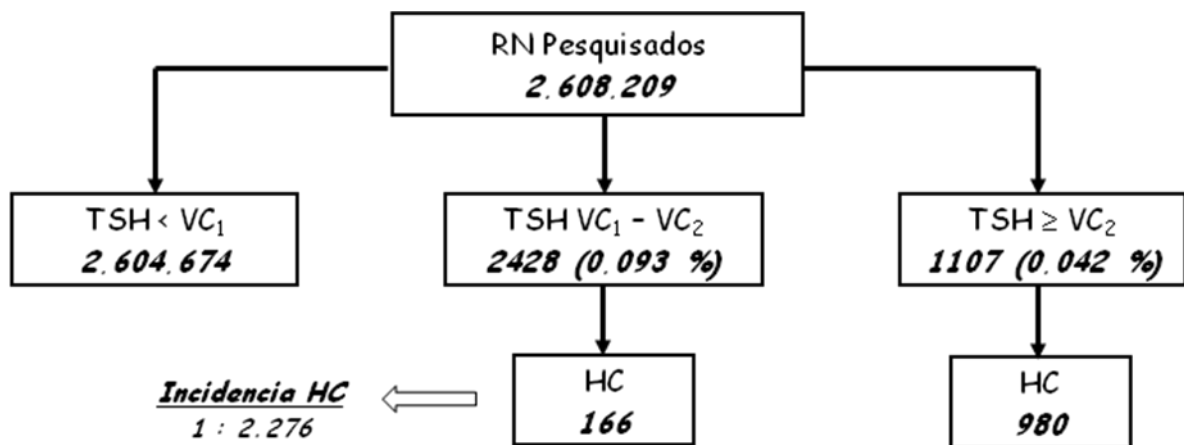 RN Pesquisados
2.608.209
TSH < VC₁
2.604.674
TSH VC₁ - VC₂
2428 (0.093 %)
TSH ≥ VC₂
1107 (0.042 %)
HC
166
HC
980
Incidencia HC
1 : 2.276